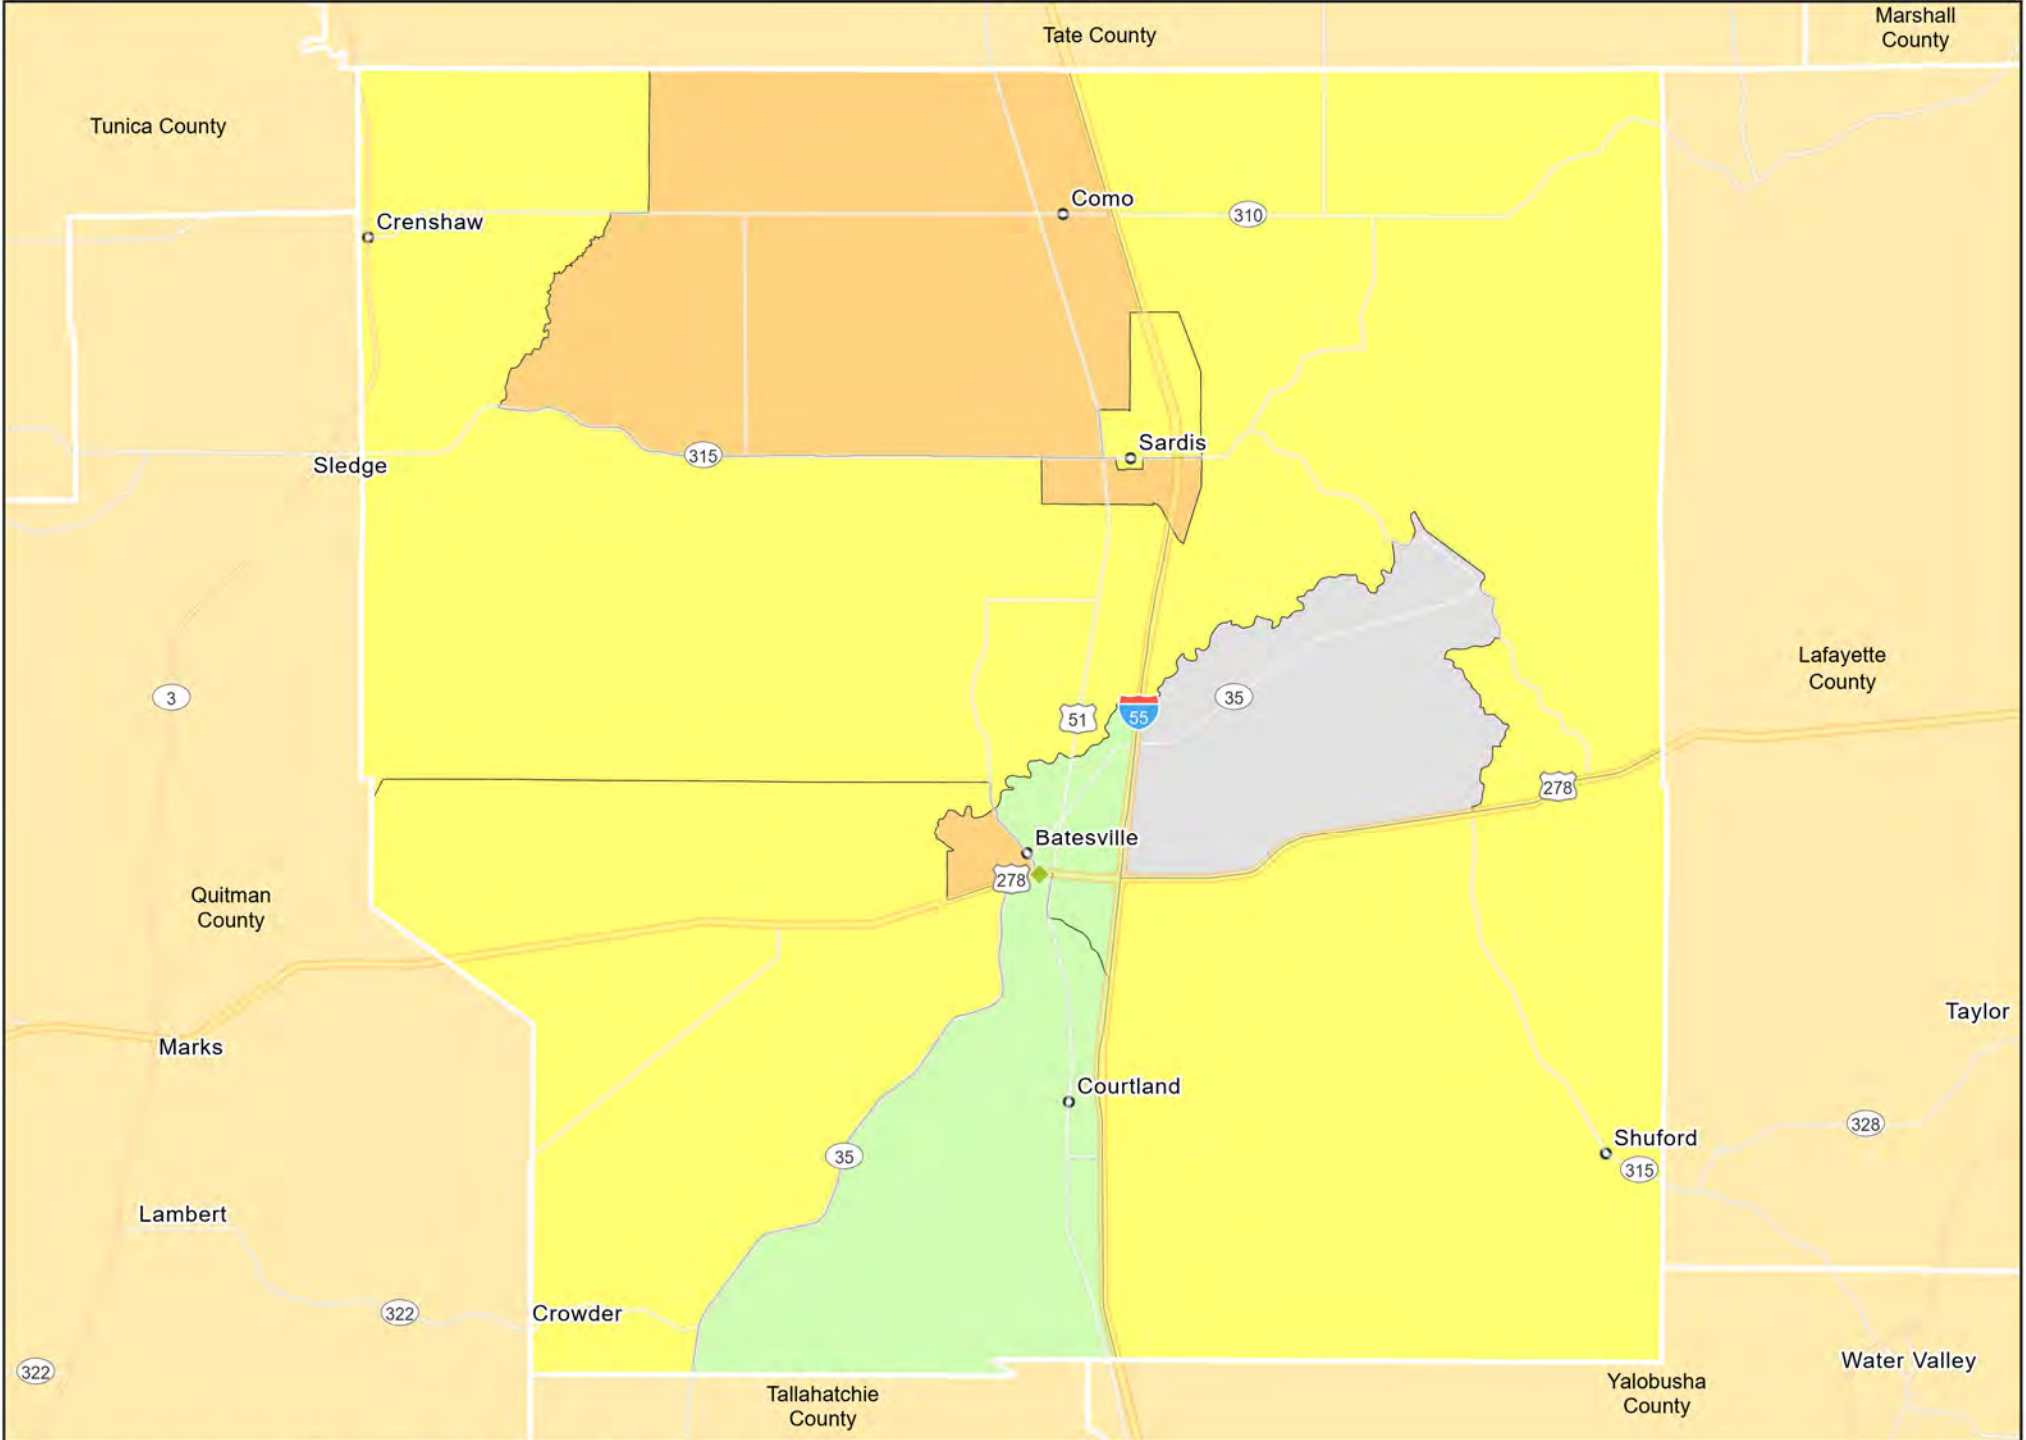 Marshall
County
Tate County
Tunica County
Como
310
Crenshaw
Sardis
315
Sledge
Lafayette
County
3
35
55
51
278
Batesville
278
Quitman
County
Taylor
Marks
Courtland
328
Shuford
35
315
Lambert
322
Crowder
Water Valley
322
Yalobusha
County
Tallahatchie
County